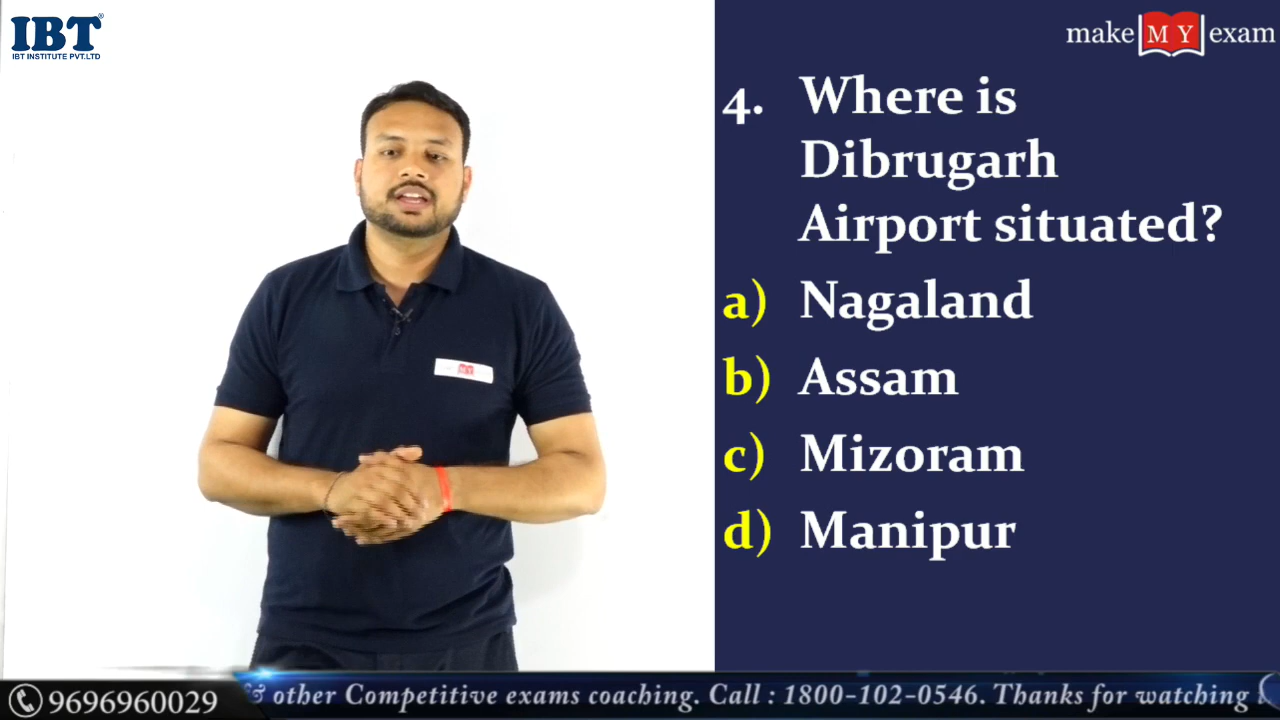 IBT
IBT INSTITUTE PVT.LTD
make MY exam
4. Where is
Dibrugarh
Airport situated?
a) Nagaland
b) Assam
c) Mizoram
d) Manipur
MY
9696960029
& other Competitive exams coaching. Call : 1800-102-0546. Thanks for watching